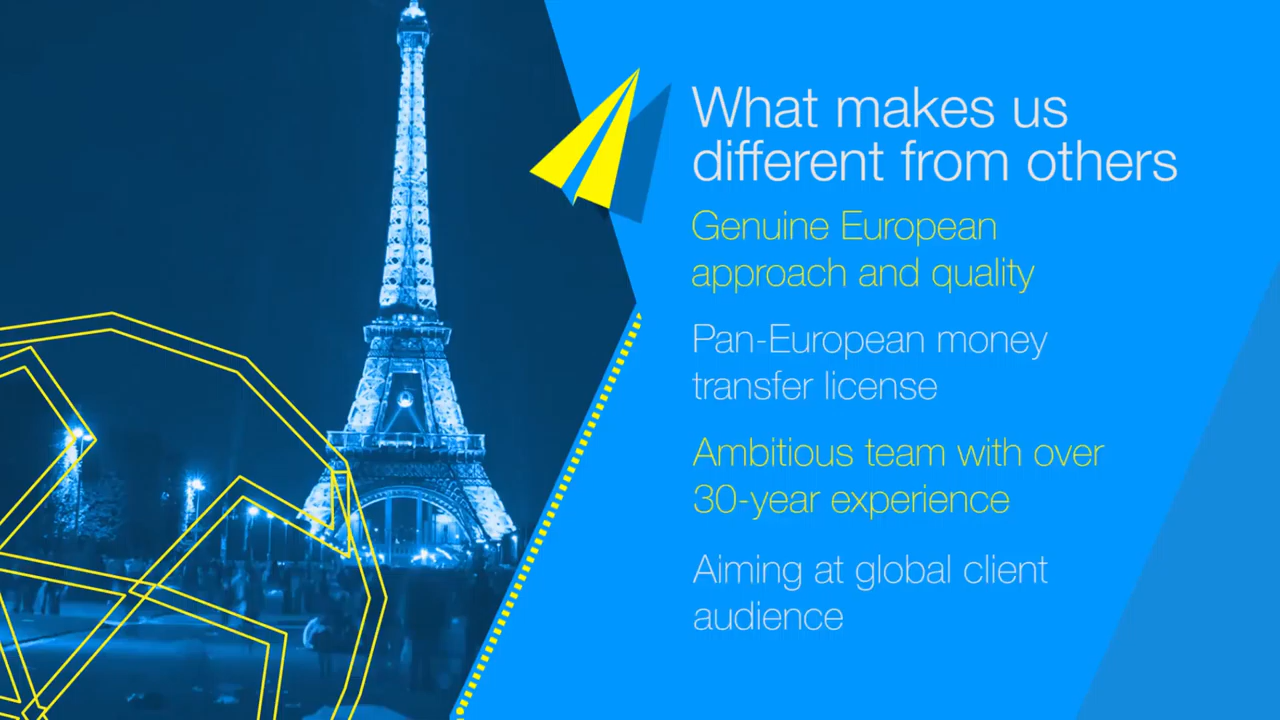 What makes us
different from others
Genuine European
approach and quality
Pan-European money
transfer license
Ambitious team with over
30-year experience
Aiming at global client
audience